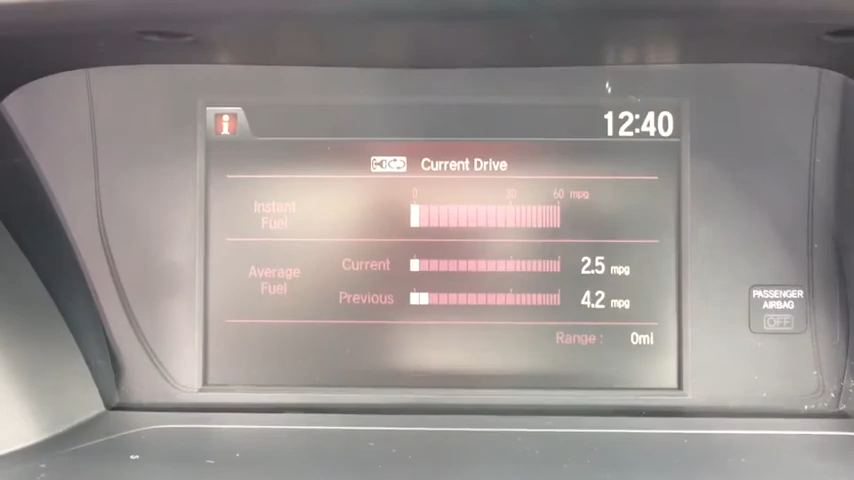 i
12:40
Current Drive
0 30 60 mpg
Instant
Fuel
Average
Fuel
Current 2.5 mpg
Previous 4.2 mpg
Range : 0mi
PASSENGER
AIRBAG
OFF